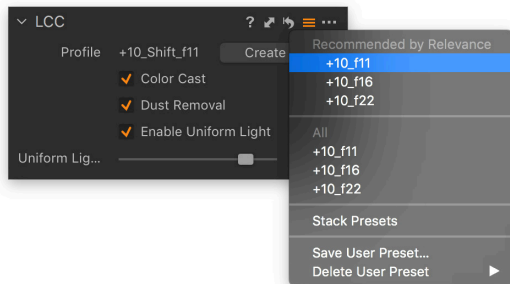 LCC
?
Profile +10_Shift_f11 Create
Color Cast
Dust Removal
Enable Uniform Light
Uniform Lig...
Recommended by Relevance
+10_f11
+10_f16
+10_f22
All
+10_f11
+10_f16
+10_f22
Stack Presets
Save User Preset...
Delete User Preset